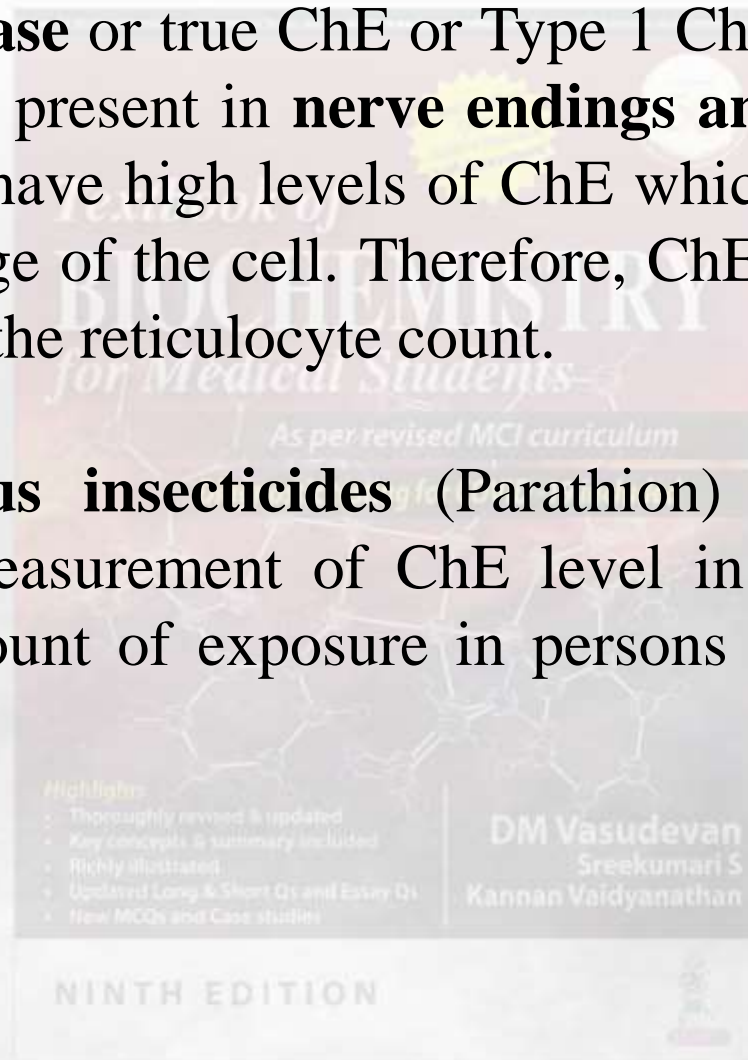 ase or true ChE or Type 1 Ch
present in nerve endings an
have high levels of ChE whic
ge of the cell. Therefore, ChE
the reticulocyte count.
us insecticides (Parathion)
easurement of ChE level in
ount of exposure in persons
Textbook of
BIOCHEMISTRY
for Medical Students
As per revised MCI curriculum
Highlights
• Thoroughly revised & updated
• Key concepts & summary included
• Richly illustrated
• Updated Long & Short Qs and Essay Qs
• New MCQs and Case studies
DM Vasudevan
Sreekumari S
Kannan Vaidyanathan
NINTH EDITION